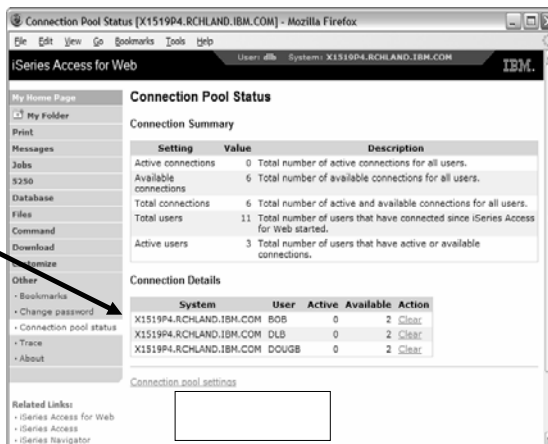 Connection Pool Status [X1519P4.RCHLAND.IBM.COM] - Mozilla Firefox
File Edit View Go Bookmarks Tools Help
iSeries Access for Web
User: dlb System: X1519P4.RCHLAND.IBM.COM
IBM.
My Home Page
My Folder
Print
Messages
Jobs
5250
Database
Files
Command
Download
Customize
Other
• Bookmarks
• Change password
• Connection pool status
• Trace
• About
Related Links:
• iSeries Access for Web
• iSeries Access
• iSeries Navigator
Connection Pool Status
Connection Summary
Setting Value Description
Active connections 0 Total number of active connections for all users.
Available connections 6 Total number of available connections for all users.
Total connections 6 Total number of active and available connections for all users.
Total users 11 Total number of users that have connected since iSeries Access for Web started.
Active users 3 Total number of users that have active or available connections.
Connection Details
System User Active Available Action
X1519P4.RCHLAND.IBM.COM BOB 0 2 Clear
X1519P4.RCHLAND.IBM.COM DLB 0 2 Clear
X1519P4.RCHLAND.IBM.COM DOUGB 0 2 Clear
Connection pool settings